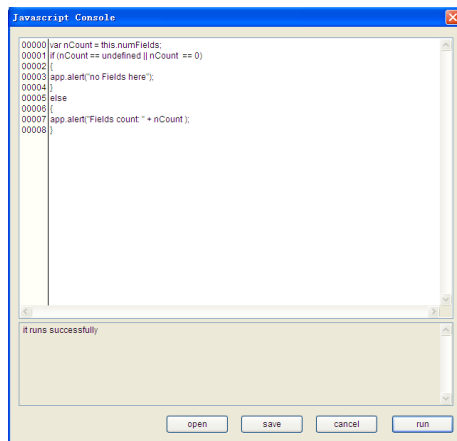 Javascript Console
00000 var nCount = this.numFields;
00001 if (nCount == undefined || nCount == 0)
00002 {
00003 app.alert("no Fields here");
00004 }
00005 else
00006 {
00007 app.alert("Fields count: " + nCount );
00008 }
it runs successfully
open save cancel run